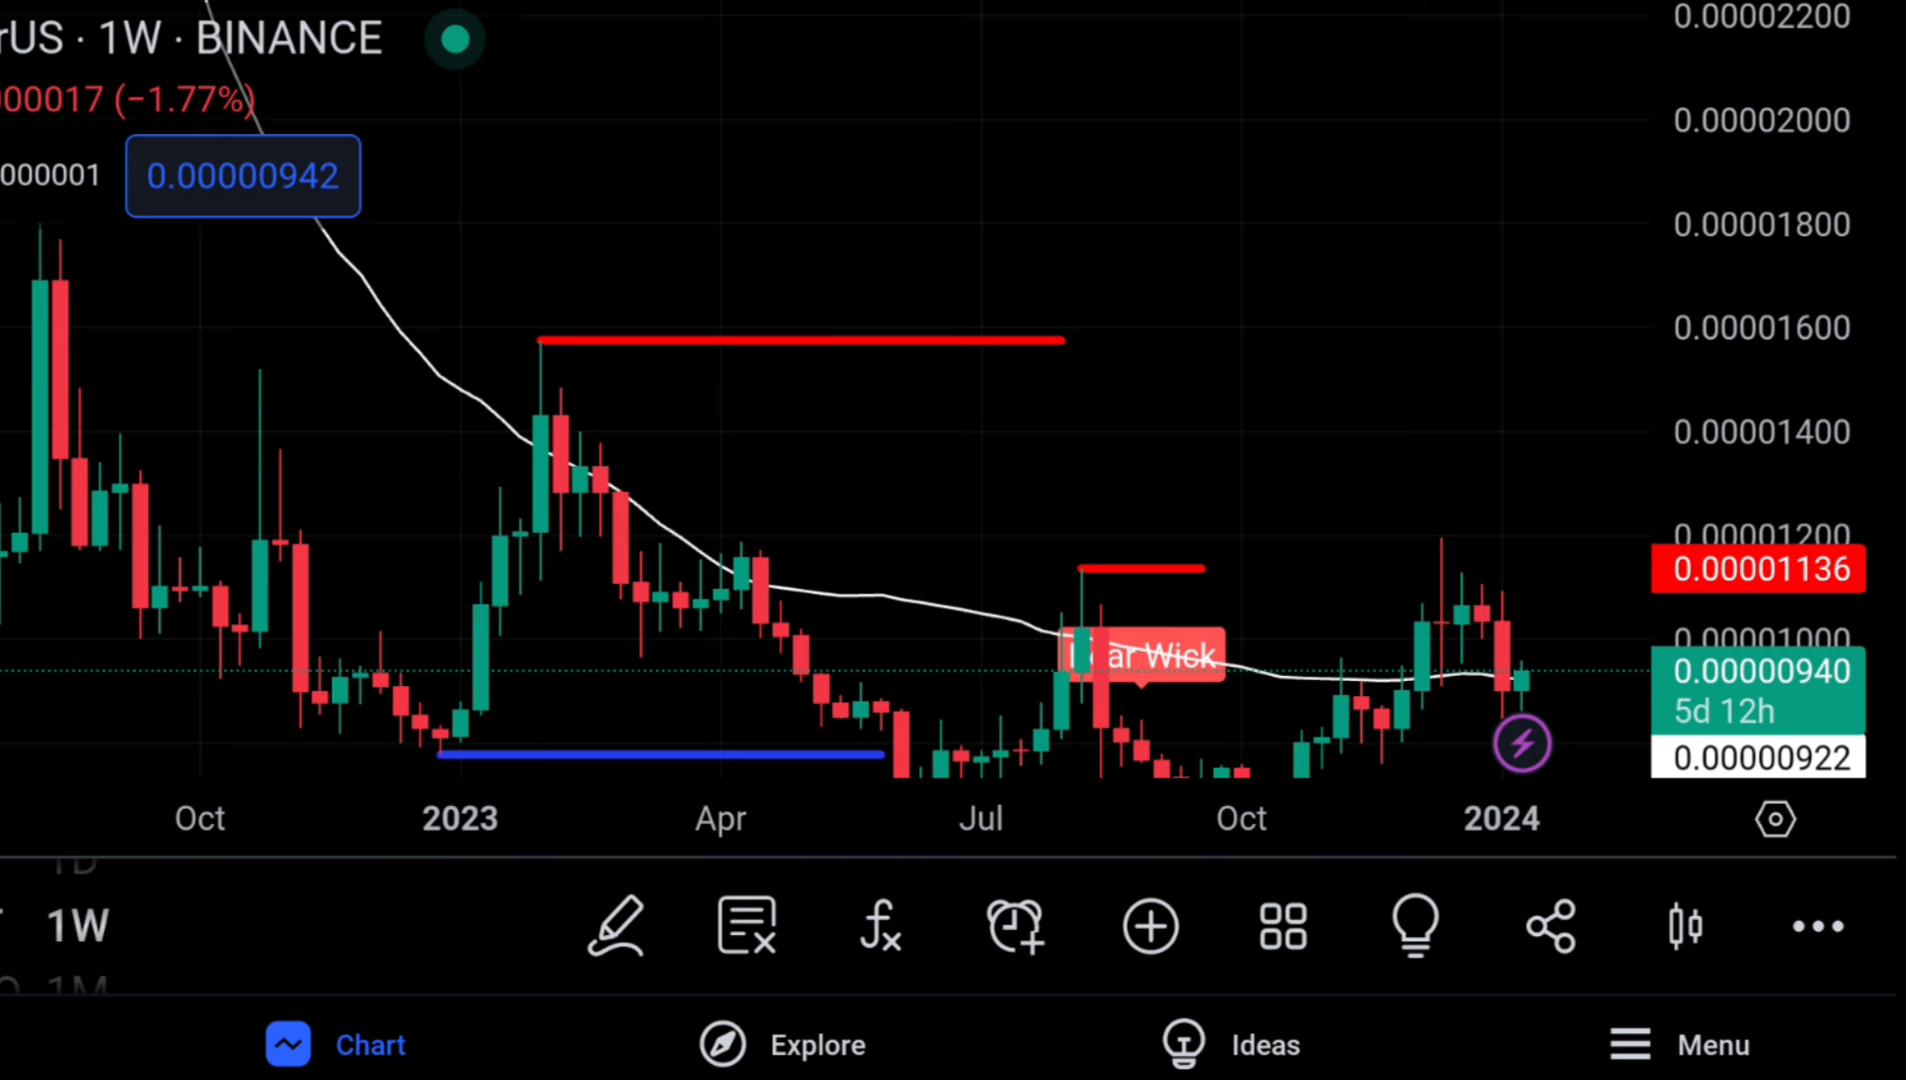 rUS · 1W · BINANCE
000017 (−1.77%)
000001
0.00000942
0.00002200
0.00002000
0.00001800
0.00001600
0.00001400
0.00001200
0.00001136
0.00001000
0.00000940
5d 12h
0.00000922
ar Wick
Oct
2023
Apr
Jul
Oct
2024
1D
1W
1M
Chart
Explore
Ideas
Menu